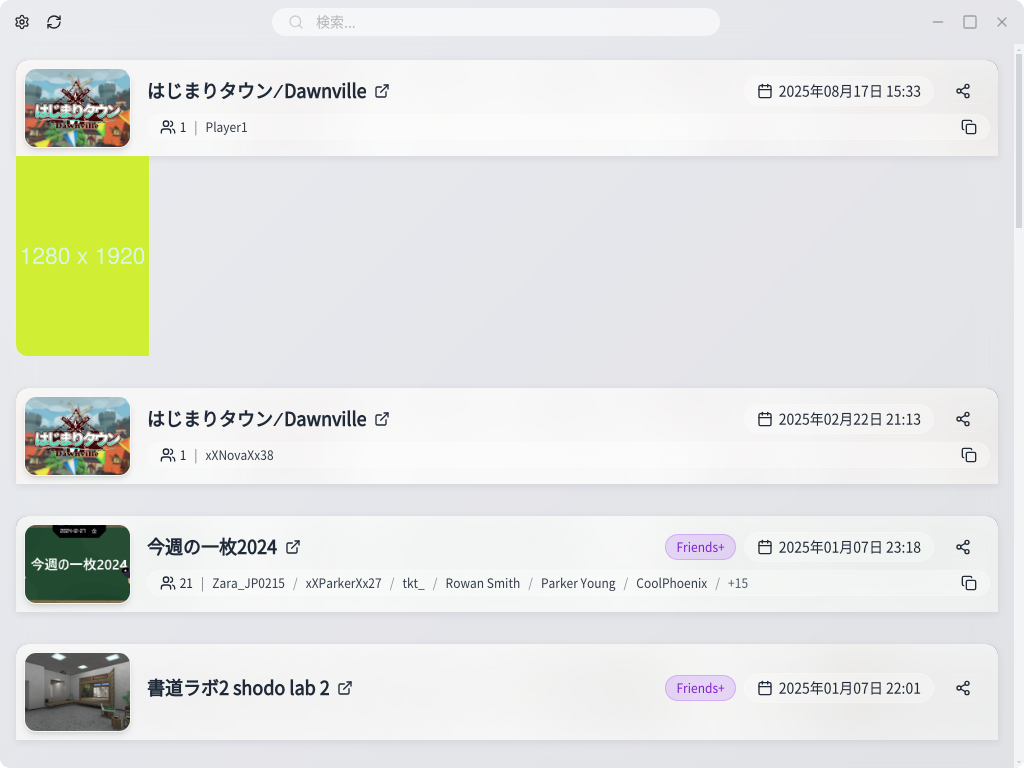 検索...
はじまりタウン/Dawnville
2025年08月17日 15:33
1 | Player1
はじまりタウン
Dawnville
1280 x 1920
はじまりタウン/Dawnville
2025年02月22日 21:13
1 | xXNovaXx38
はじまりタウン
Dawnville
今週の一枚2024
Friends+
2025年01月07日 23:18
21 | Zara_JP0215 / xXParkerXx27 / tkt_ / Rowan Smith / Parker Young / CoolPhoenix / +15
今週の一枚2024
書道ラボ2 shodo lab 2
Friends+
2025年01月07日 22:01